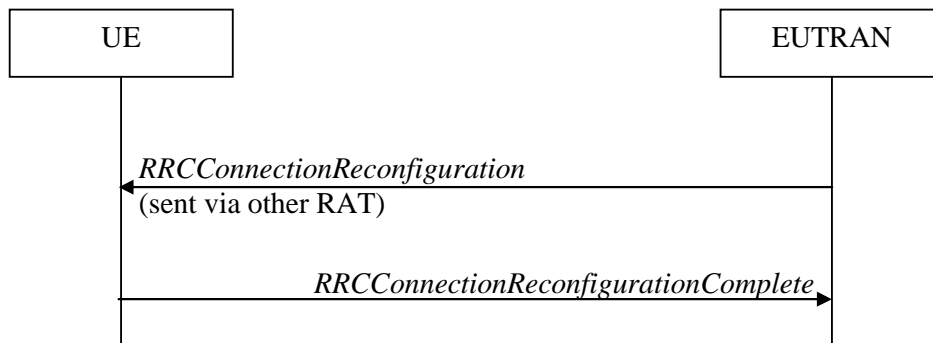 UE
EUTRAN
RRCConnectionReconfiguration
(sent via other RAT)
RRCConnectionReconfigurationComplete